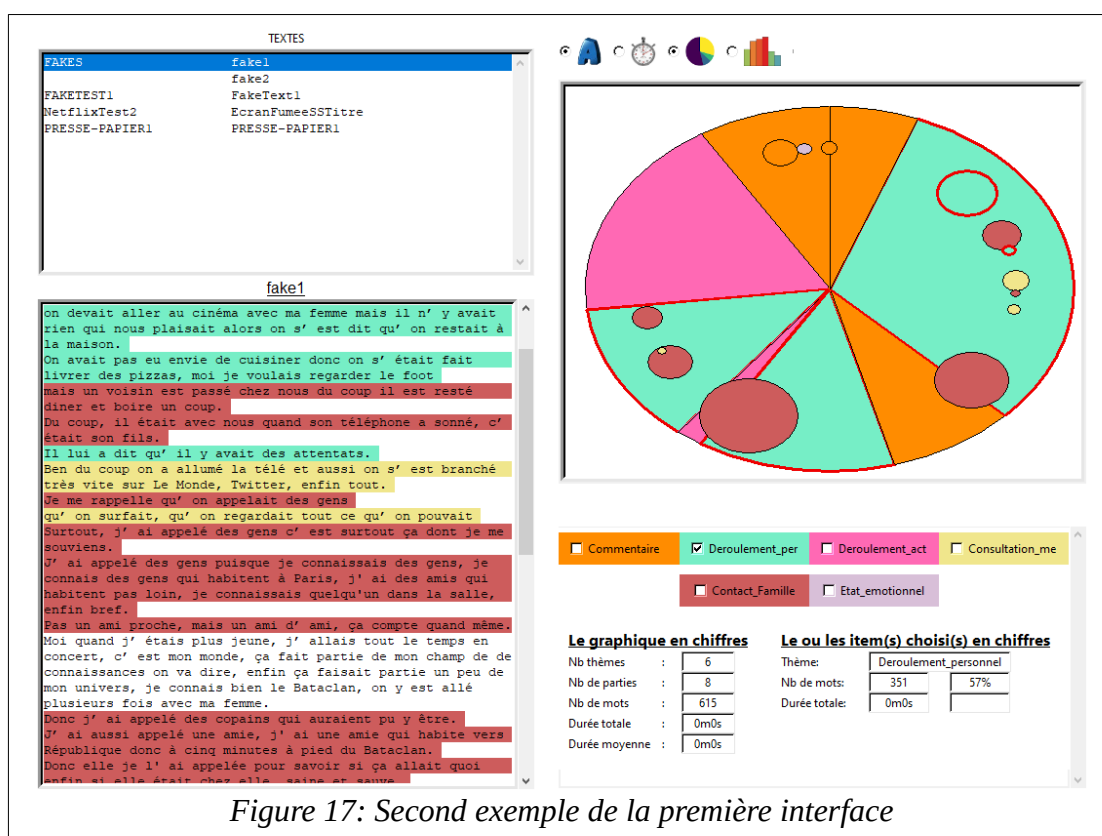 TEXTES
FAKES fake1
fake2
FAKETEST1 FakeText1
NetflixTest2 EcranFumeeSSTitre
PRESSE-PAPIER1 PRESSE-PAPIER1
fake1
on devait aller au cinéma avec ma femme mais il n’ y avait
rien qui nous plaisait alors on s’ est dit qu’ on restait à
la maison.
On avait pas eu envie de cuisiner donc on s’ était fait
livrer des pizzas, moi je voulais regarder le foot
mais un voisin est passé chez nous du coup il est resté
diner et boire un coup.
Du coup, il était avec nous quand son téléphone a sonné, c’
était son fils.
Il lui a dit qu’ il y avait des attentats.
Ben du coup on a allumé la télé et aussi on s’ est branché
très vite sur Le Monde, Twitter, enfin tout.
Je me rappelle qu’ on appelait des gens
qu’ on surfait, qu’ on regardait tout ce qu’ on pouvait
Surtout, j’ ai appelé des gens c’ est surtout ça dont je me
souviens.
J’ ai appelé des gens puisque je connaissais des gens, je
connais des gens qui habitent à Paris, j' ai des amis qui
habitent pas loin, je connaissais quelqu'un dans la salle,
enfin bref.
Pas un ami proche, mais un ami d’ ami, ça compte quand même.
Moi quand j’ étais plus jeune, j’ allais tout le temps en
concert, c’ est mon monde, ça fait partie de mon champ de de
connaissances on va dire, enfin ça faisait partie un peu de
mon univers, je connais bien le Bataclan, on y est allé
plusieurs fois avec ma femme.
Donc j’ ai appelé des copains qui auraient pu y être.
J’ ai aussi appelé une amie, j' ai une amie qui habite vers
République donc à cinq minutes à pied du Bataclan.
Donc elle je l' ai appelée pour savoir si ça allait quoi
enfin si elle était chez elle, saine et sauve.
Commentaire Deroulement_per Deroulement_act Consultation_me
Contact_Famille Etat_emotionnel
Le graphique en chiffres
Nb thèmes : 6
Nb de parties : 8
Nb de mots : 615
Durée totale : 0m0s
Durée moyenne : 0m0s
Le ou les item(s) choisi(s) en chiffres
Thème: Deroulement_personnel
Nb de mots: 351 57%
Durée totale: 0m0s
Figure 17: Second exemple de la première interface